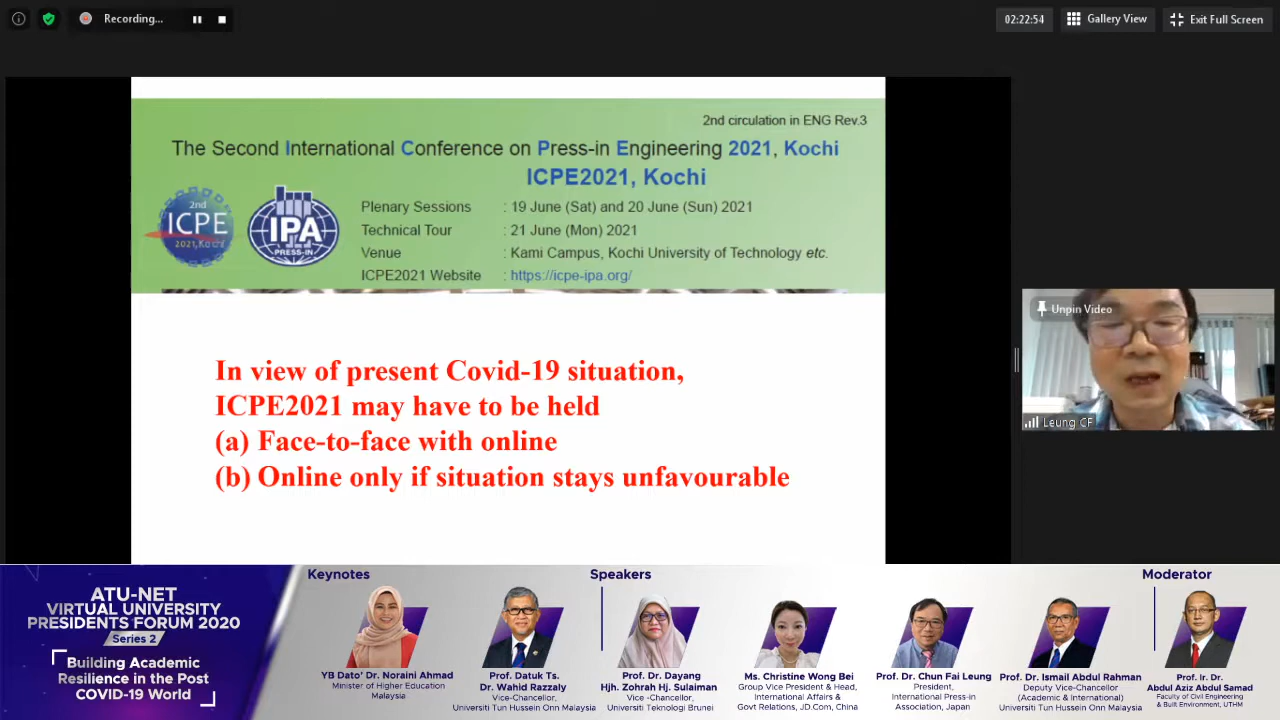 Recording...
02:22:54
Gallery View
Exit Full Screen
2nd circulation in ENG Rev.3
The Second International Conference on Press-in Engineering 2021, Kochi
ICPE2021, Kochi
2nd
ICPE
2021, Kochi
IPA
PRESS-IN
Plenary Sessions : 19 June (Sat) and 20 June (Sun) 2021
Technical Tour : 21 June (Mon) 2021
Venue : Kami Campus, Kochi University of Technology etc.
ICPE2021 Website : https://icpe-ipa.org/
In view of present Covid-19 situation,
ICPE2021 may have to be held
(a) Face-to-face with online
(b) Online only if situation stays unfavourable
Unpin Video
Leung CF
ATU-NET
VIRTUAL UNIVERSITY
PRESIDENTS FORUM 2020
Series 2
Building Academic
Resilience in the Post
COVID-19 World
Keynotes
Speakers
Moderator
YB Dato' Dr. Noraini Ahmad
Minister of Higher Education
Malaysia
Prof. Datuk Ts.
Dr. Wahid Razzaly
Vice-Chancellor,
Universiti Tun Hussein Onn Malaysia
Prof. Dr. Dayang
Hjh. Zohrah Hj. Sulaiman
Vice -Chancellor,
Universiti Teknologi Brunei
Ms. Christine Wong Bei
Group Vice President & Head,
International Affairs &
Govt Relations, JD.Com, China
Prof. Dr. Chun Fai Leung
President,
International Press-in
Association, Japan
Prof. Dr. Ismail Abdul Rahman
Deputy Vice-Chancellor
(Academic & International)
Universiti Tun Hussein Onn Malaysia
Prof. Ir. Dr.
Abdul Aziz Abdul Samad
Faculty of Civil Engineering
& Built Environment, UTHM